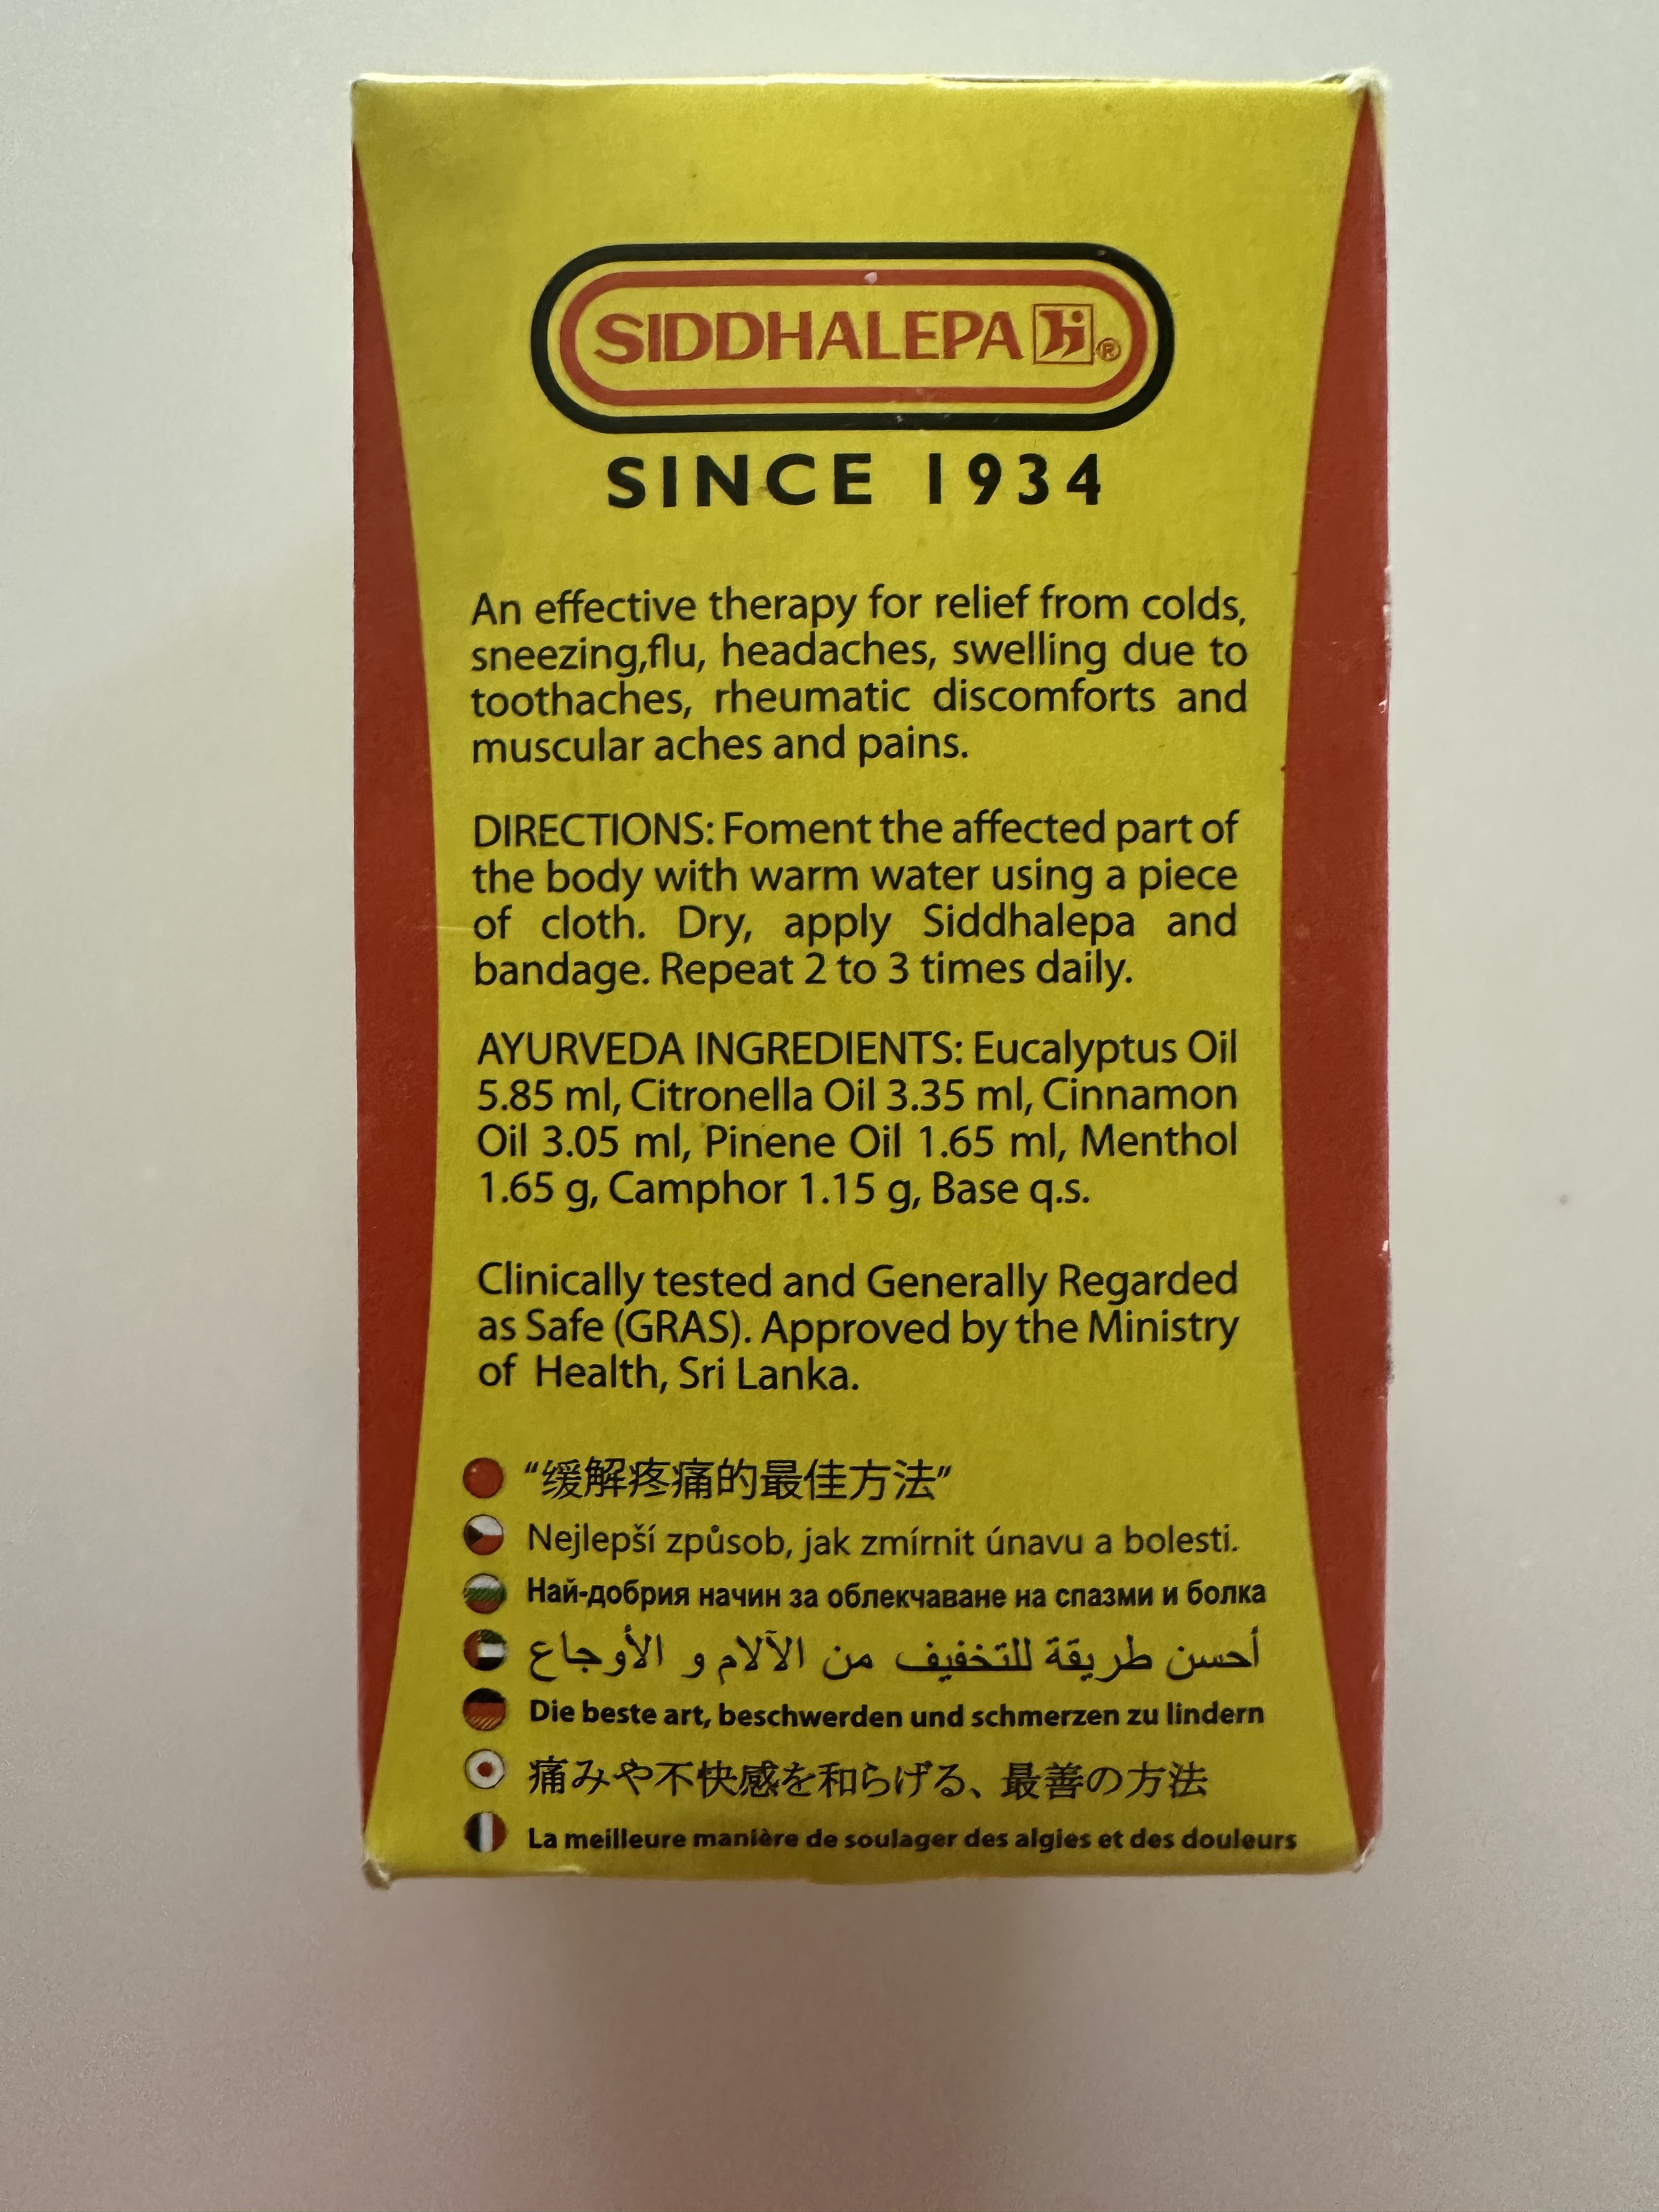 SIDDHALEPA H®
SINCE 1934
An effective therapy for relief from colds,
sneezing,flu, headaches, swelling due to
toothaches, rheumatic discomforts and
muscular aches and pains.
DIRECTIONS: Foment the affected part of
the body with warm water using a piece
of cloth. Dry, apply Siddhalepa and
bandage. Repeat 2 to 3 times daily.
AYURVEDA INGREDIENTS: Eucalyptus Oil
5.85 ml, Citronella Oil 3.35 ml, Cinnamon
Oil 3.05 ml, Pinene Oil 1.65 ml, Menthol
1.65 g, Camphor 1.15 g, Base q.s.
Clinically tested and Generally Regarded
as Safe (GRAS). Approved by the Ministry
of Health, Sri Lanka.
“缓解疼痛的最佳方法”
Nejlepší způsob, jak zmírnit únavu a bolesti.
Най-добрия начин за облекчаване на спазми и болка
أحسن طريقة للتخفيف من الآلام و الأوجاع
Die beste art, beschwerden und schmerzen zu lindern
痛みや不快感を和らげる、最善の方法
La meilleure manière de soulager des algies et des douleurs